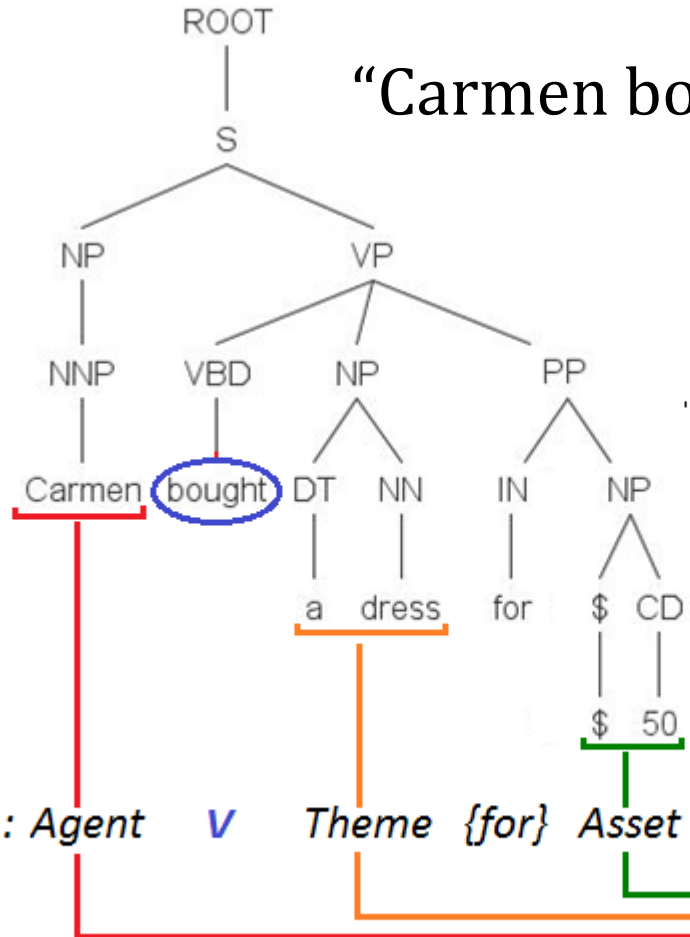 ROOT
“Carmen bo
S
NP VP
NNP VBD NP PP
Carmen bought DT NN IN NP
a dress for $ CD
$ 50
: Agent V Theme {for} Asset